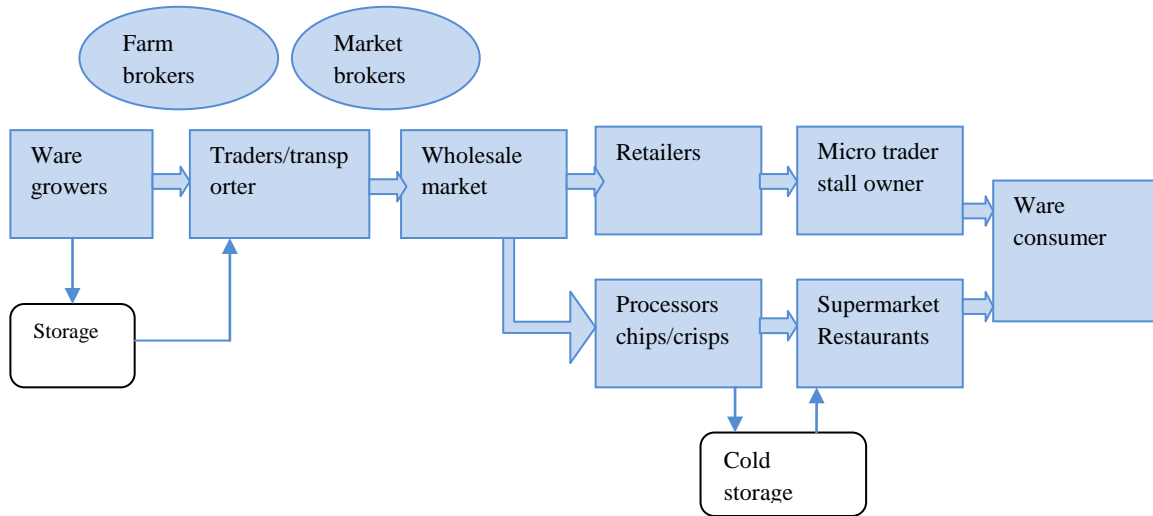 Farm
brokers
Market
brokers
Ware
growers
Traders/transp
orter
Wholesale
market
Retailers
Micro trader
stall owner
Ware
consumer
Storage
Processors
chips/crisps
Supermarket
Restaurants
Cold
storage